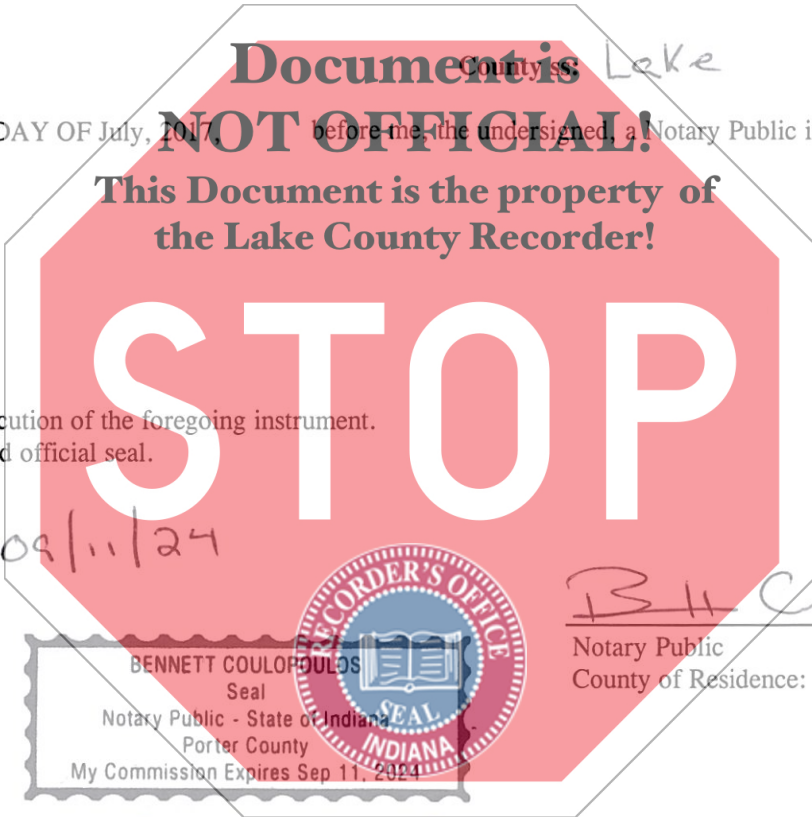 Document is
County ss: Lake
NOT OFFICIAL!
DAY OF July, 2017, before me, the undersigned, a Notary Public i
This Document is the property of
the Lake County Recorder!
STOP
cution of the foregoing instrument.
d official seal.
09/11/24
RECORDER'S OFFICE
SEAL
INDIANA
Notary Public
County of Residence:
BENNETT COULOPOULOS
Seal
Notary Public - State of Indiana
Porter County
My Commission Expires Sep 11, 2024